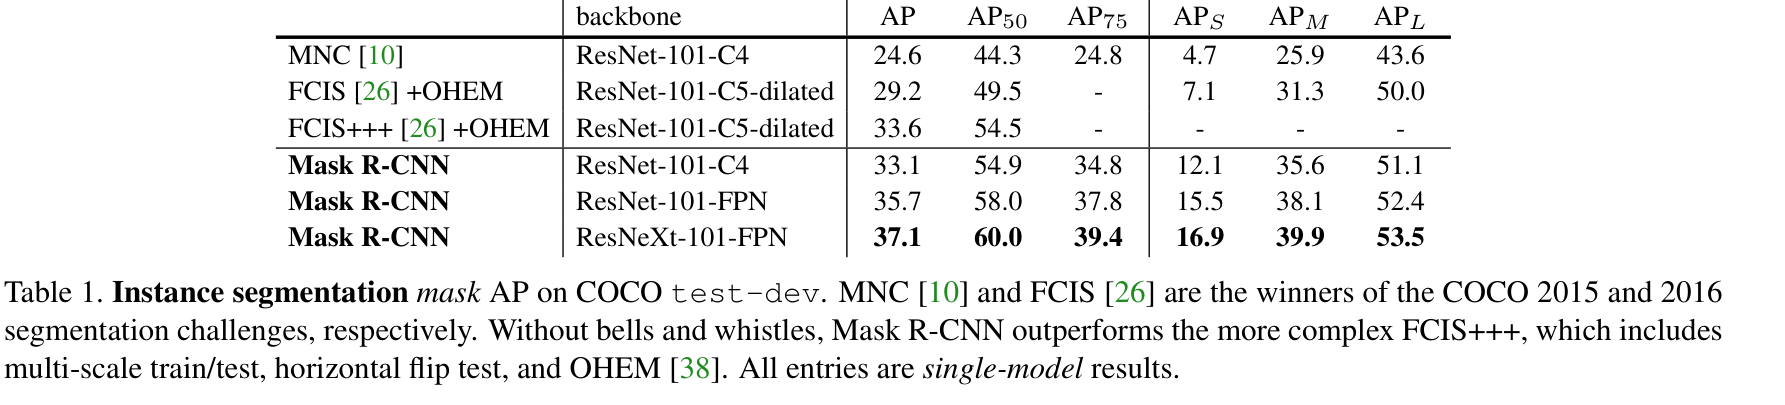 backbone AP AP50 AP75 APS APM APL
MNC [10] ResNet-101-C4 24.6 44.3 24.8 4.7 25.9 43.6
FCIS [26] +OHEM ResNet-101-C5-dilated 29.2 49.5 - 7.1 31.3 50.0
FCIS+++ [26] +OHEM ResNet-101-C5-dilated 33.6 54.5 - - - -
Mask R-CNN ResNet-101-C4 33.1 54.9 34.8 12.1 35.6 51.1
Mask R-CNN ResNet-101-FPN 35.7 58.0 37.8 15.5 38.1 52.4
Mask R-CNN ResNeXt-101-FPN 37.1 60.0 39.4 16.9 39.9 53.5
Table 1. Instance segmentation mask AP on COCO test-dev. MNC [10] and FCIS [26] are the winners of the COCO 2015 and 2016
segmentation challenges, respectively. Without bells and whistles, Mask R-CNN outperforms the more complex FCIS+++, which includes
multi-scale train/test, horizontal flip test, and OHEM [38]. All entries are single-model results.